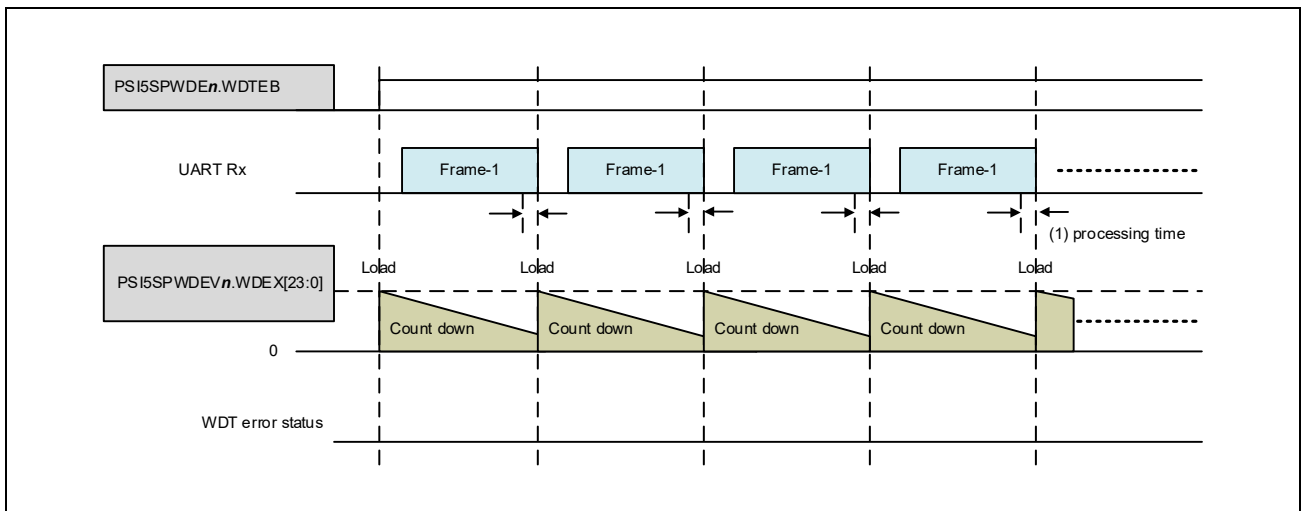 PSI5SPWDEn.WDTEB
UART Rx
Frame-1 Frame-1 Frame-1 Frame-1
(1) processing time
Load Load Load Load Load
PSI5SPWDEVn.WDEX[23:0]
Count down Count down Count down Count down
0
WDT error status